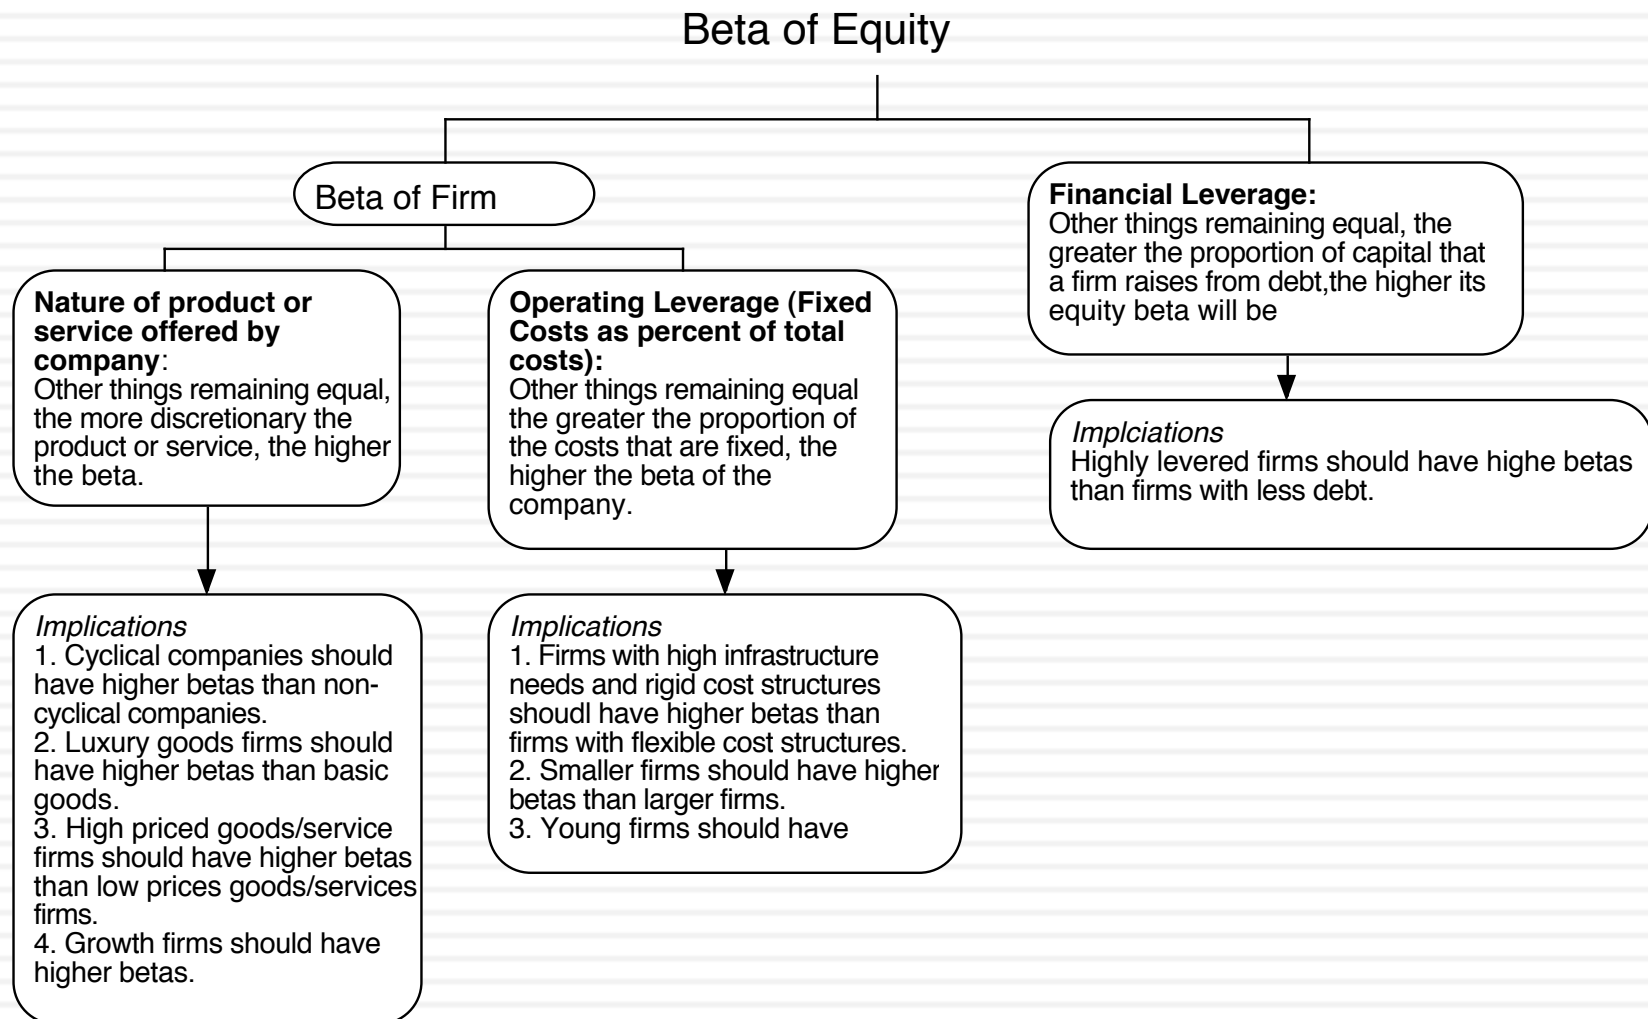 Beta of Equity
Beta of Firm
Financial Leverage:
Other things remaining equal, the
greater the proportion of capital that
a firm raises from debt,the higher its
equity beta will be
Nature of product or
service offered by
company:
Other things remaining equal,
the more discretionary the
product or service, the higher
the beta.
Operating Leverage (Fixed
Costs as percent of total
costs):
Other things remaining equal
the greater the proportion of
the costs that are fixed, the
higher the beta of the
company.
Implciations
Highly levered firms should have highe betas
than firms with less debt.
Implications
1. Cyclical companies should
have higher betas than non-
cyclical companies.
2. Luxury goods firms should
have higher betas than basic
goods.
3. High priced goods/service
firms should have higher betas
than low prices goods/services
firms.
4. Growth firms should have
higher betas.
Implications
1. Firms with high infrastructure
needs and rigid cost structures
shoudl have higher betas than
firms with flexible cost structures.
2. Smaller firms should have higher
betas than larger firms.
3. Young firms should have